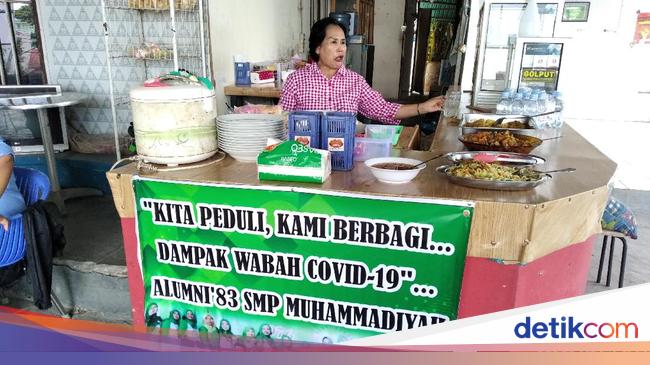 GOLPUT
"KITA PEDULI, KAMI BERBAGI...
DAMPAK WABAH COVID-19"...
ALUMNI'83 SMP MUHAMMADIYAH
detikcom